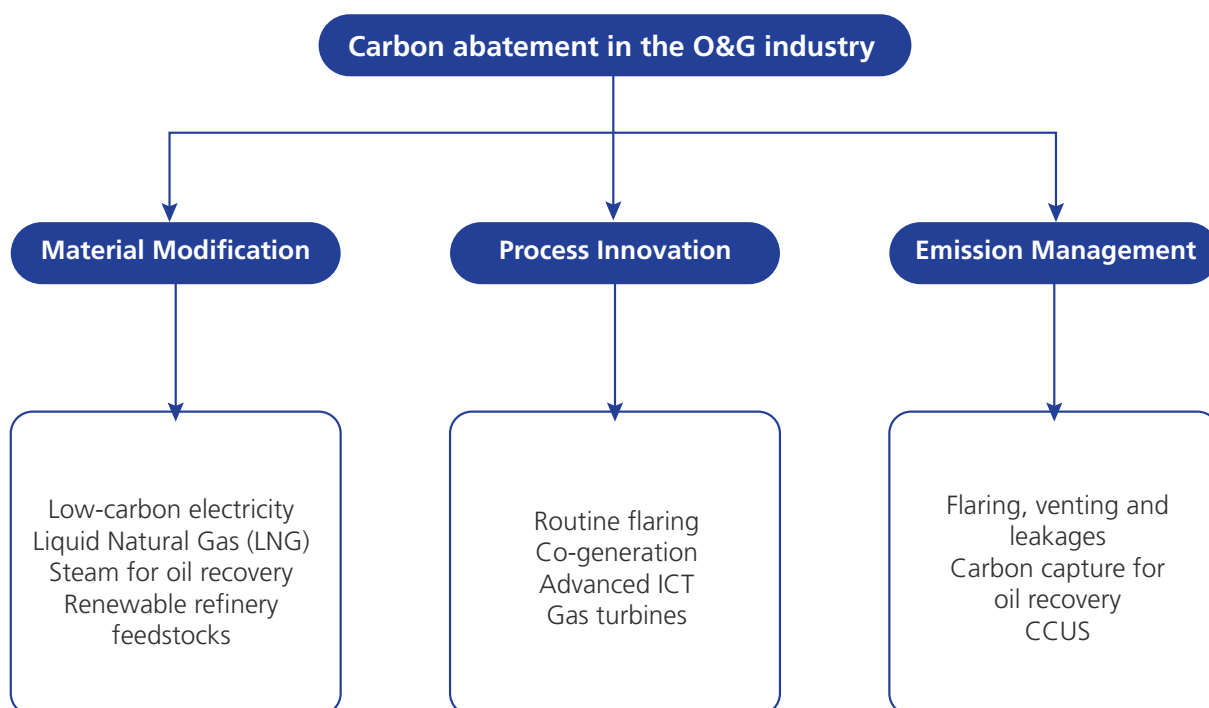 Carbon abatement in the O&G industry
Material Modification
Process Innovation
Emission Management
Low-carbon electricity
Liquid Natural Gas (LNG)
Steam for oil recovery
Renewable refinery
feedstocks
Routine flaring
Co-generation
Advanced ICT
Gas turbines
Flaring, venting and
leakages
Carbon capture for
oil recovery
CCUS